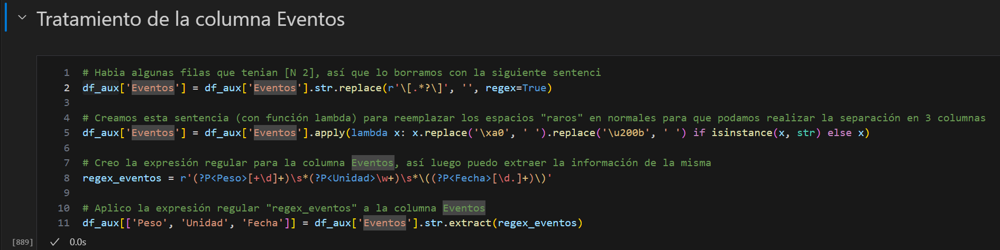 Tratamiento de la columna Eventos
1 # Habia algunas filas que tenian [N 2], así que lo borramos con la siguiente sentenci
2 df_aux['Eventos'] = df_aux['Eventos'].str.replace(r'\[.*?\]', '', regex=True)
3
4 # Creamos esta sentencia (con función lambda) para reemplazar los espacios "raros" en normales para que podamos realizar la separación en 3 columnas
5 df_aux['Eventos'] = df_aux['Eventos'].apply(lambda x: x.replace('\xa0', ' ').replace('\u200b', ' ') if isinstance(x, str) else x)
6
7 # Creo la expresión regular para la columna Eventos, así luego puedo extraer la información de la misma
8 regex_eventos = r'(?P<Peso>[+\d]+)\s*(?P<Unidad>\w+)\s*\((?P<Fecha>[\d.]+)\)'
9
10 # Aplico la expresión regular "regex_eventos" a la columna Eventos
11 df_aux[['Peso', 'Unidad', 'Fecha']] = df_aux['Eventos'].str.extract(regex_eventos)
[889] ✓ 0.0s